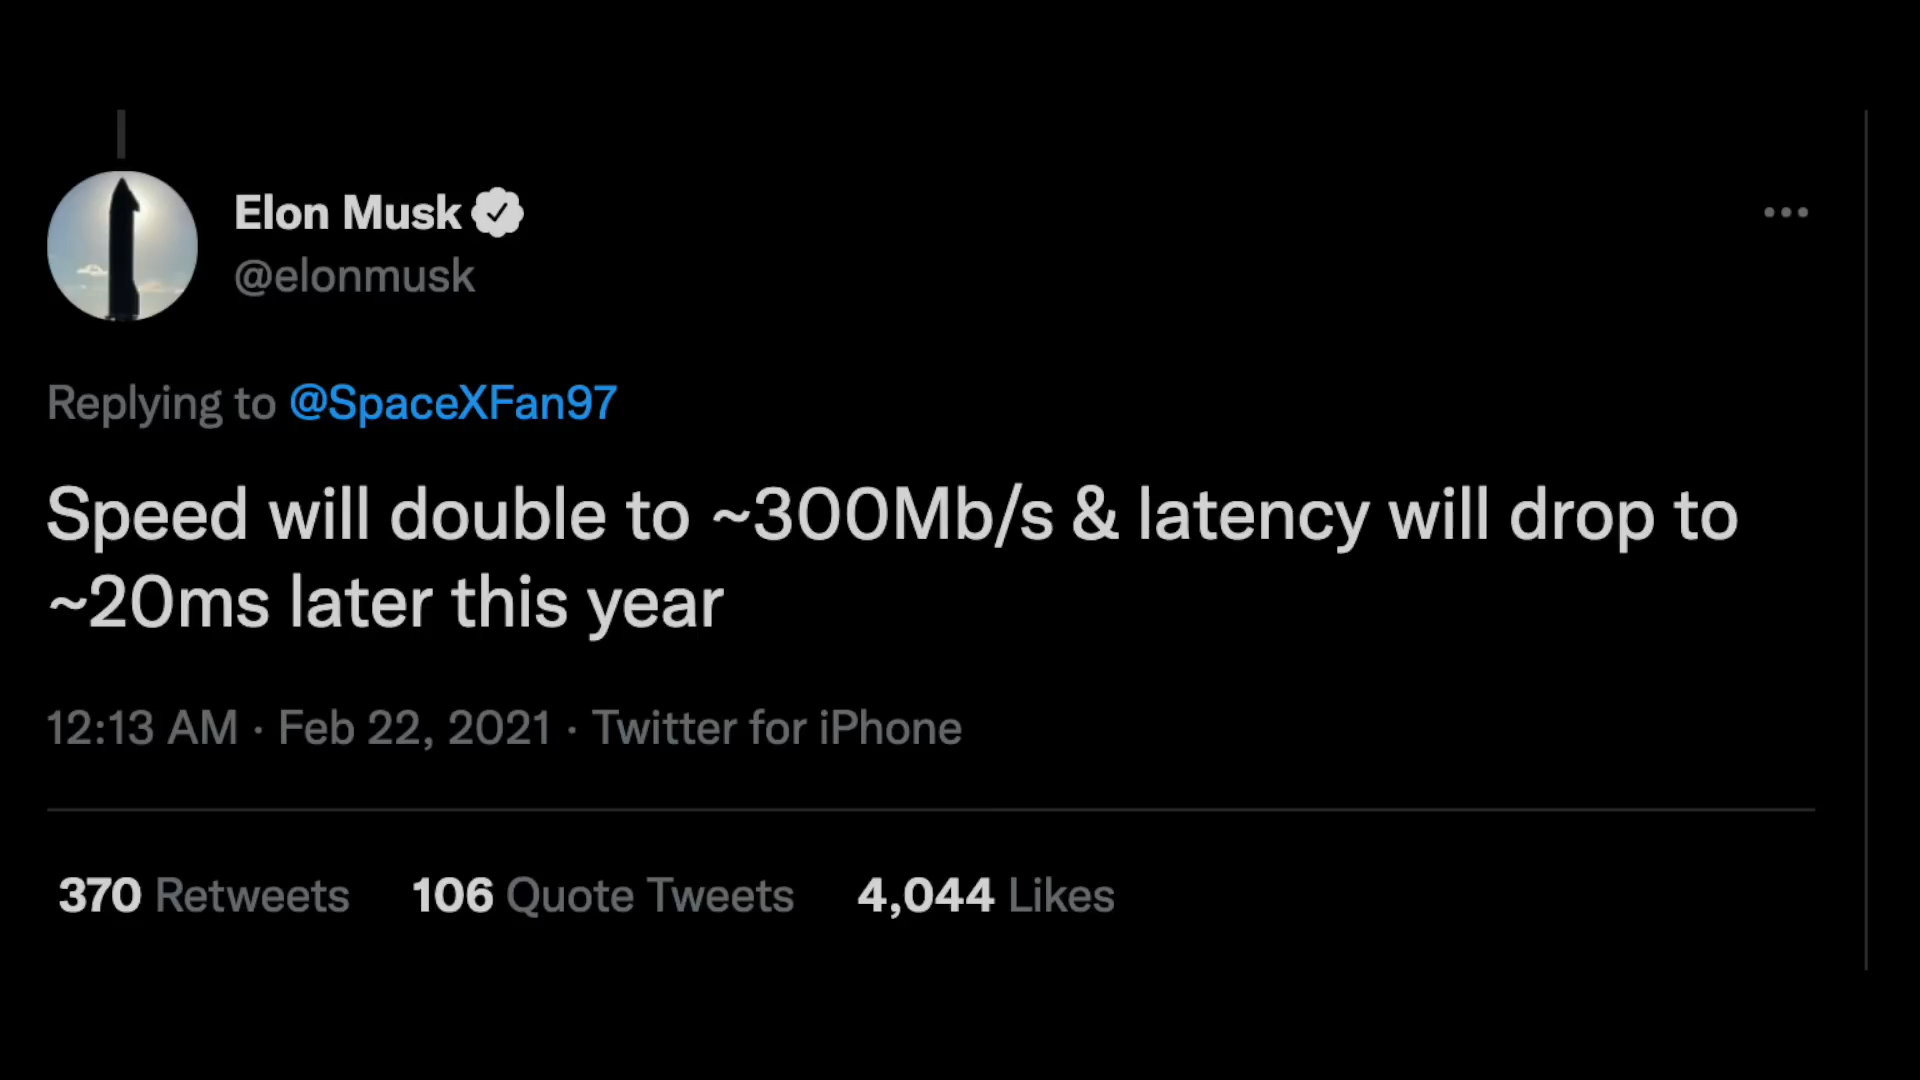 Elon Musk
@elonmusk
Replying to @SpaceXFan97
Speed will double to ~300Mb/s & latency will drop to
~20ms later this year
12:13 AM · Feb 22, 2021 · Twitter for iPhone
370 Retweets 106 Quote Tweets 4,044 Likes